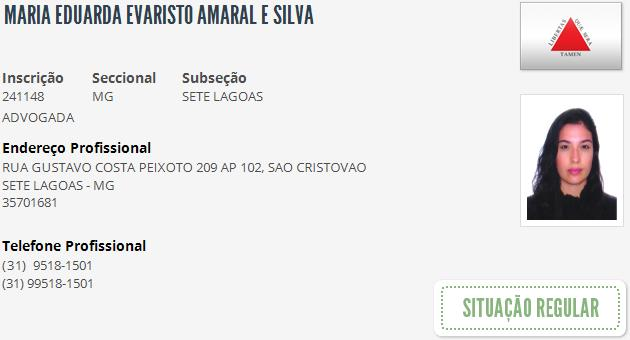 MARIA EDUARDA EVARISTO AMARAL E SILVA
LIBERTAS QUÆ SERA
TAMEN
Inscrição Seccional Subseção
241148 MG SETE LAGOAS
ADVOGADA
Endereço Profissional
RUA GUSTAVO COSTA PEIXOTO 209 AP 102, SAO CRISTOVAO
SETE LAGOAS - MG
35701681
Telefone Profissional
(31) 9518-1501
(31) 99518-1501
SITUAÇÃO REGULAR